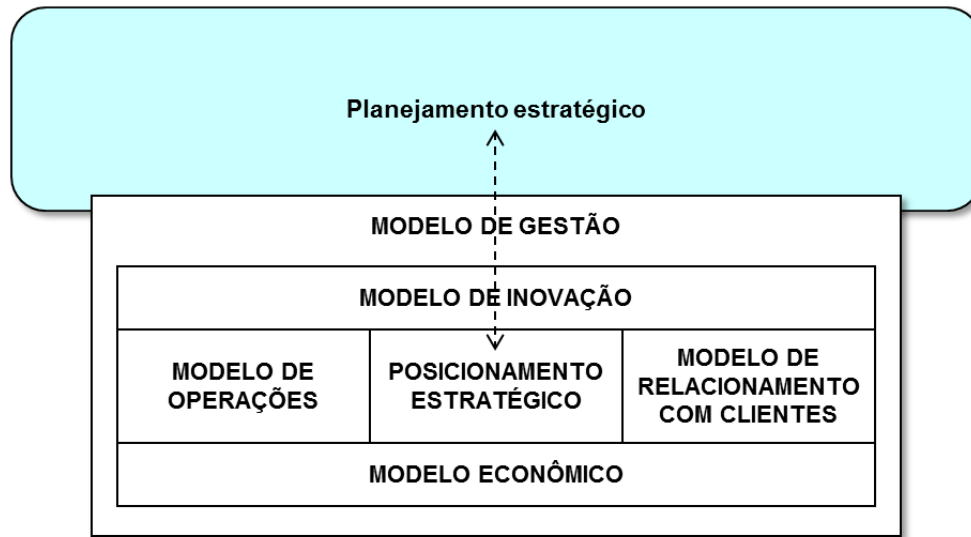 Planejamento estratégico
MODELO DE GESTÃO
MODELO DE INOVAÇÃO
MODELO DE
OPERAÇÕES
POSICIONAMENTO
ESTRATÉGICO
MODELO DE
RELACIONAMENTO
COM CLIENTES
MODELO ECONÔMICO